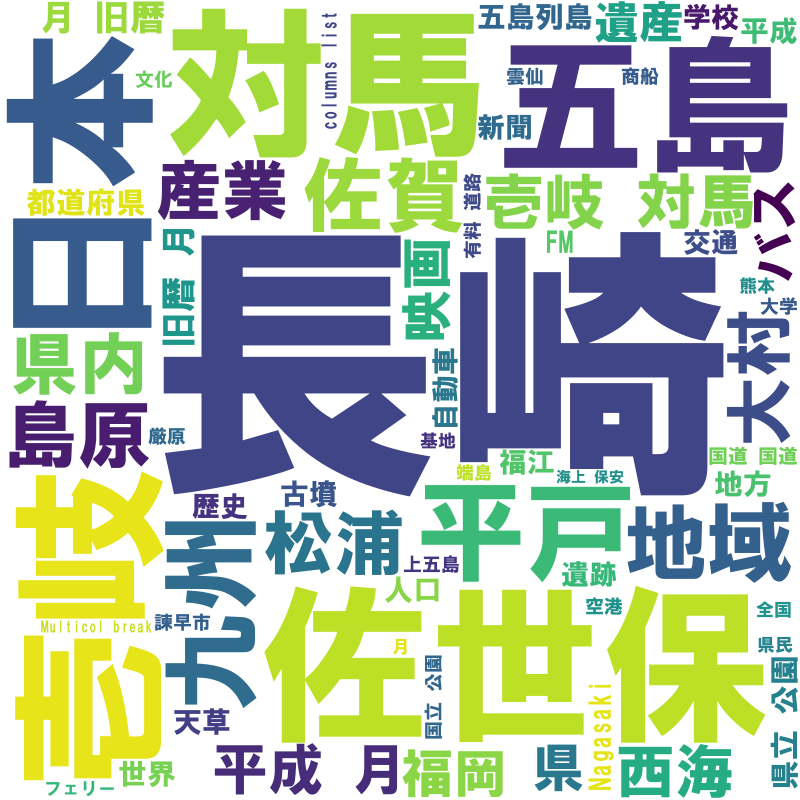 月 旧暦
文化
対馬
columns list
五島列島
遺産
学校
平成
雲仙
商船
新聞
五島
日本
都道府県
産業
佐賀
有料 道路
壱岐 対馬
バス
FM
交通
旧暦 月
映画
熊本
大学
県内
長崎
大村
自動車
島原
厳原
基地
端島
福江
海上 保安
国道 国道
地方
壱岐
歴史
古墳
松浦
平戸
地域
九州
上五島
遺跡
人口
空港
全国
Multicol break
諫早市
佐世保
月
県民
国立 公園
県立 公園
天草
Nagasaki
世界
フェリー
平成 月
福岡
県
西海